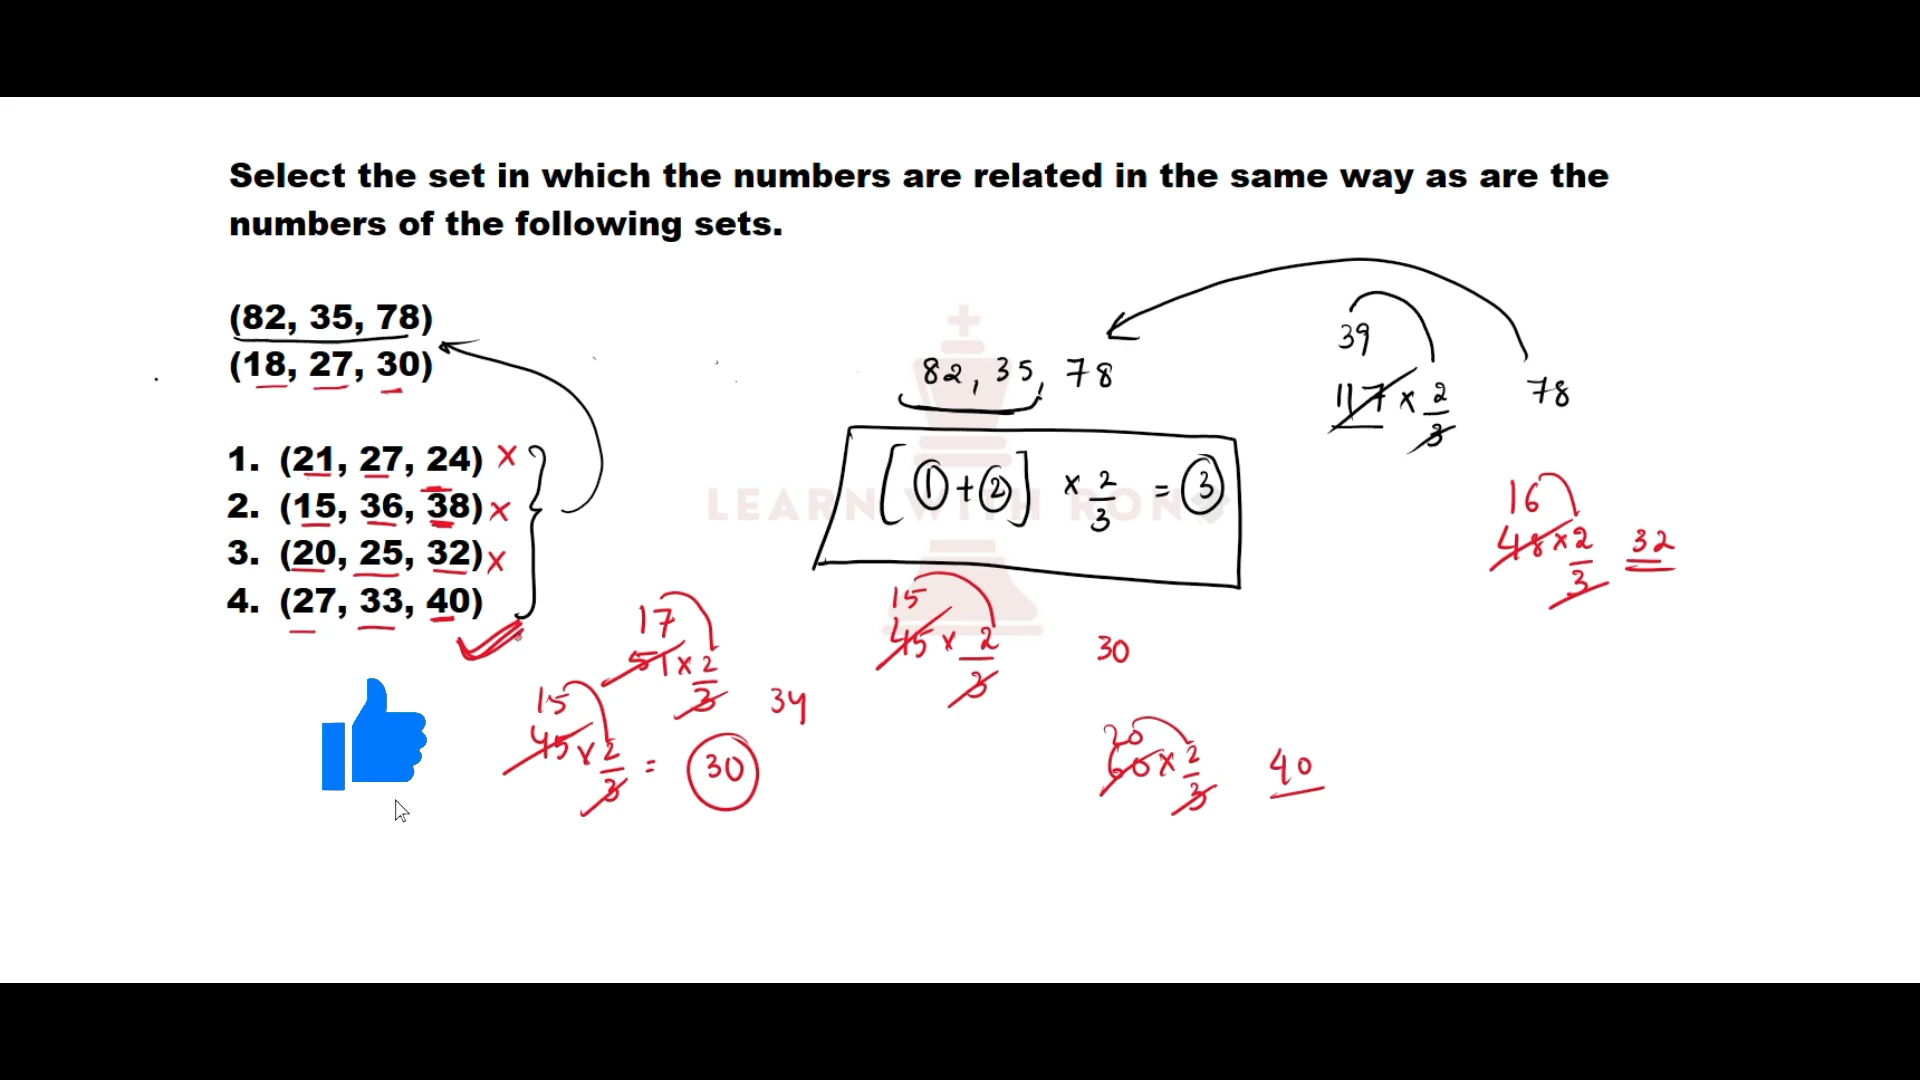 Select the set in which the numbers are related in the same way as are the
numbers of the following sets.
(82, 35, 78)
(18, 27, 30)
1. (21, 27, 24) ×
2. (15, 36, 38) ×
3. (20, 25, 32) ×
4. (27, 33, 40)
82, 35, 78
[① + ②] × 2/3 = ③
39
117 × 2/3
78
16
48 × 2/3
32
LEARN WITH RON
17
51 × 2/3
34
15
45 × 2/3 = 30
15
45 × 2/3
30
20
60 × 2/3
40